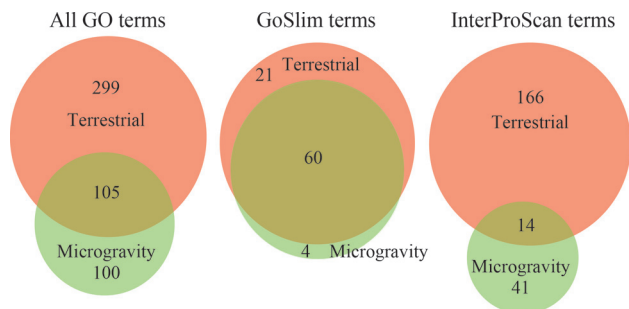 All GO terms
299
Terrestrial
105
Microgravity
100
GoSlim terms
21
Terrestrial
60
4
Microgravity
InterProScan terms
166
Terrestrial
14
Microgravity
41